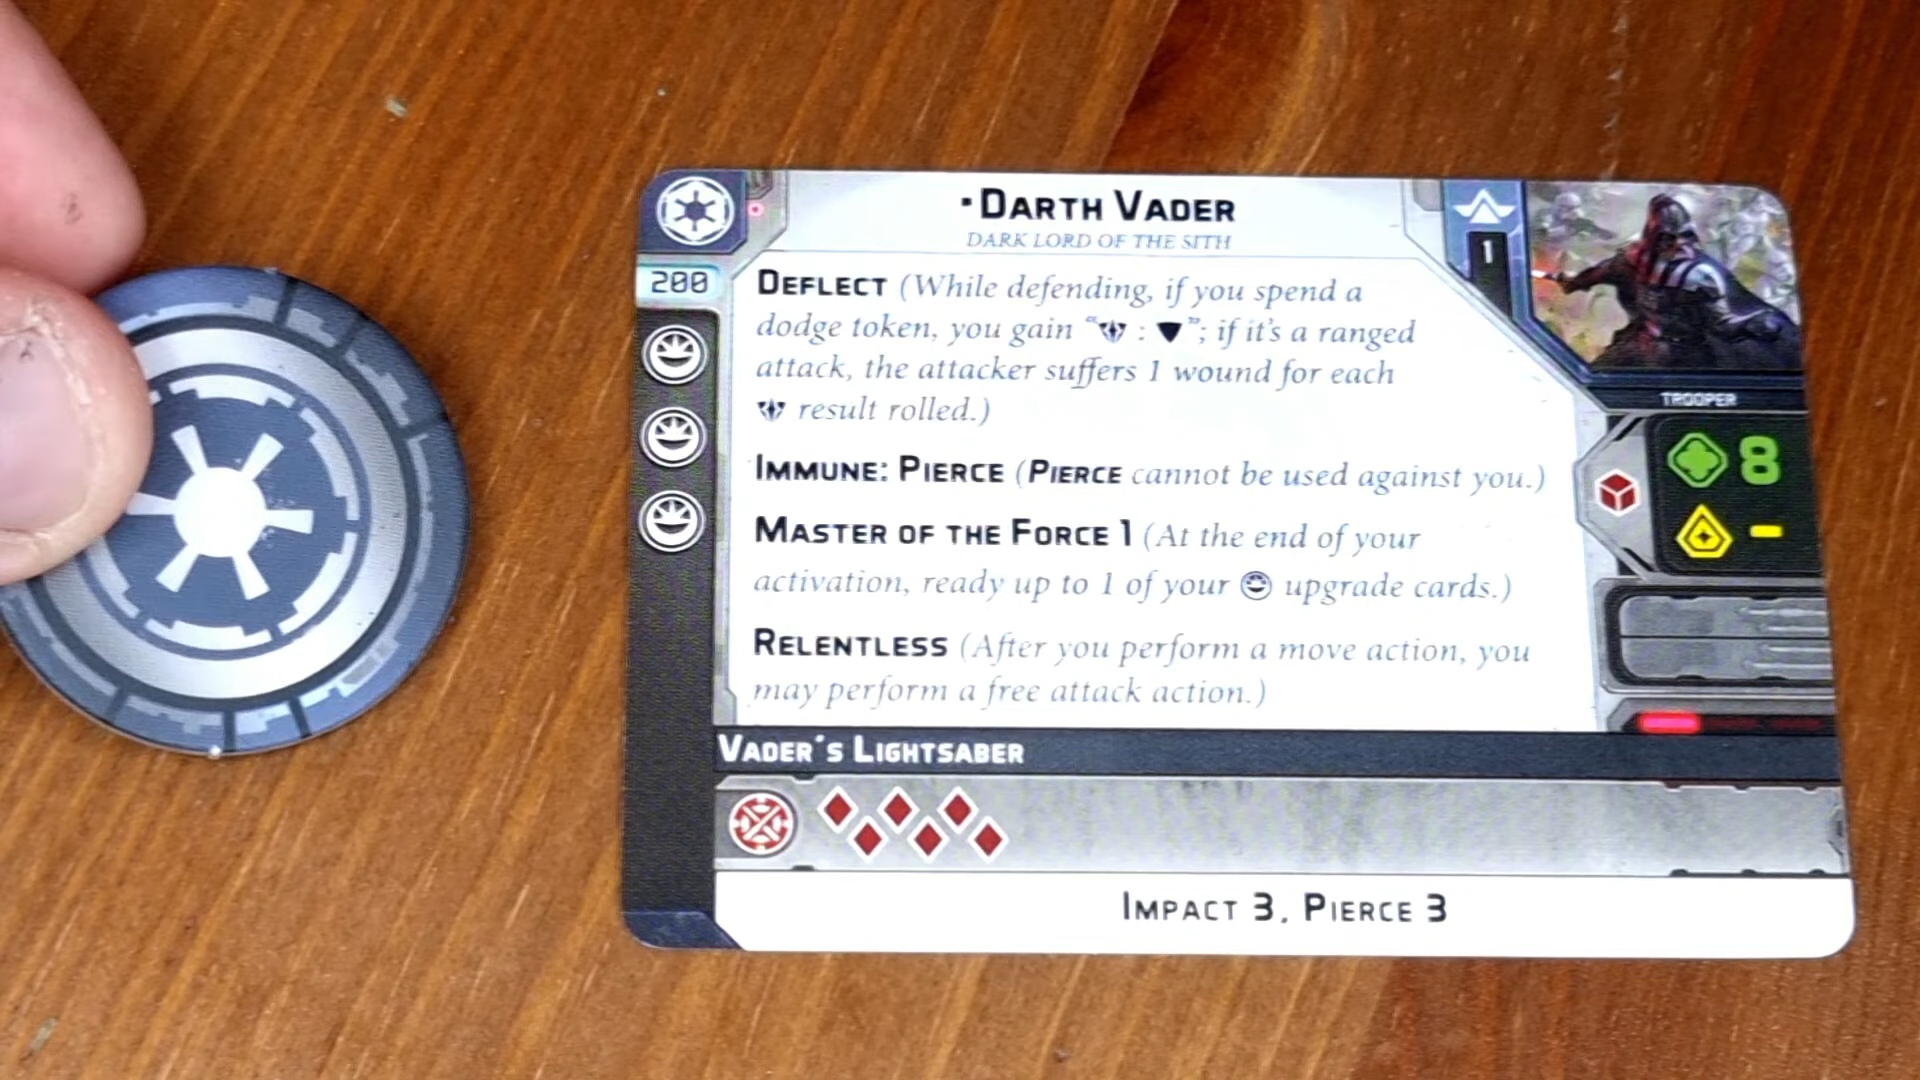 ▪DARTH VADER
DARK LORD OF THE SITH
1
200
DEFLECT (While defending, if you spend a
dodge token, you gain “ : ”; if it's a ranged
attack, the attacker suffers 1 wound for each
result rolled.)
IMMUNE: PIERCE (PIERCE cannot be used against you.)
MASTER OF THE FORCE 1 (At the end of your
activation, ready up to 1 of your upgrade cards.)
RELENTLESS (After you perform a move action, you
may perform a free attack action.)
TROOPER
8
-
VADER'S LIGHTSABER
IMPACT 3, PIERCE 3